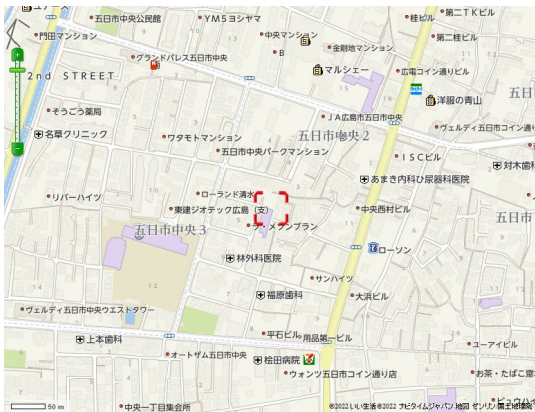 五日市中央公民館
YM5ヨシヤマ
桂ビル
第二TKビル
門田マンション
中央マンション
第二桂ビル
B
金剛地マンション
グランドパレス五日市中央
マルシェー
広電コイン通りビル
2nd STREET
洋服の青山
五日
そうごう薬局
JA広島市五日市中央
ヴェルディ五日市コイン通り
名草クリニック
ワタモトマンション
五日市中央2
五日市中央パークマンション
ISCビル
対木歯科
あまき内科ひ尿器科医院
リバーハイツ
ローランド清水
東建ジオテック広島(支)
中央西村ビル
五日市
五日市中央3
ラ・メゾンブラン
ローソン
林外科医院
サンハイツ
福原歯科
大浜ビル
ヴェルディ五日市中央ウエストタワー
平石ビル
用品第一ビル
上本歯科
ユーアイビル
オートザム五日市中央
桧田病院
ウォンツ五日市コイン通り店
お茶・たばこ窪
50 m
中央一丁目集会所
©2022 いい生活 ©2022 ナビタイムジャパン 地図 ゼンリン 国土地理院